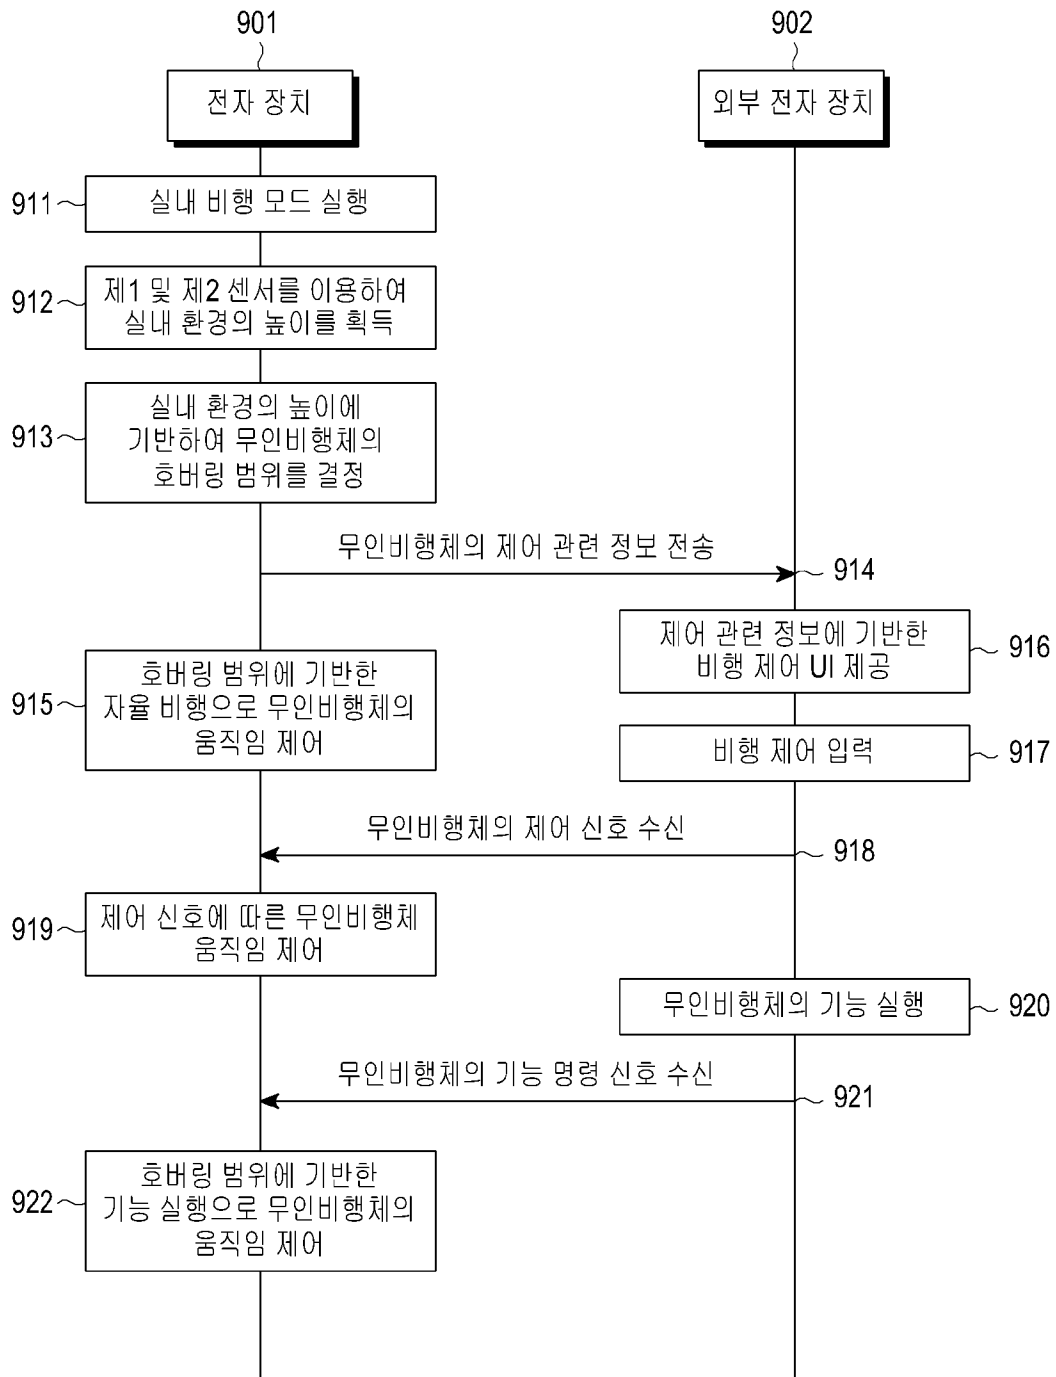 901
902
전자 장치
외부 전자 장치
911
실내 비행 모드 실행
912
제1 및 제2 센서를 이용하여
실내 환경의 높이를 획득
913
실내 환경의 높이에
기반하여 무인비행체의
호버링 범위를 결정
무인비행체의 제어 관련 정보 전송
914
제어 관련 정보에 기반한
비행 제어 UI 제공
916
915
호버링 범위에 기반한
자율 비행으로 무인비행체의
움직임 제어
비행 제어 입력
917
무인비행체의 제어 신호 수신
918
919
제어 신호에 따른 무인비행체
움직임 제어
무인비행체의 기능 실행
920
무인비행체의 기능 명령 신호 수신
921
922
호버링 범위에 기반한
기능 실행으로 무인비행체의
움직임 제어